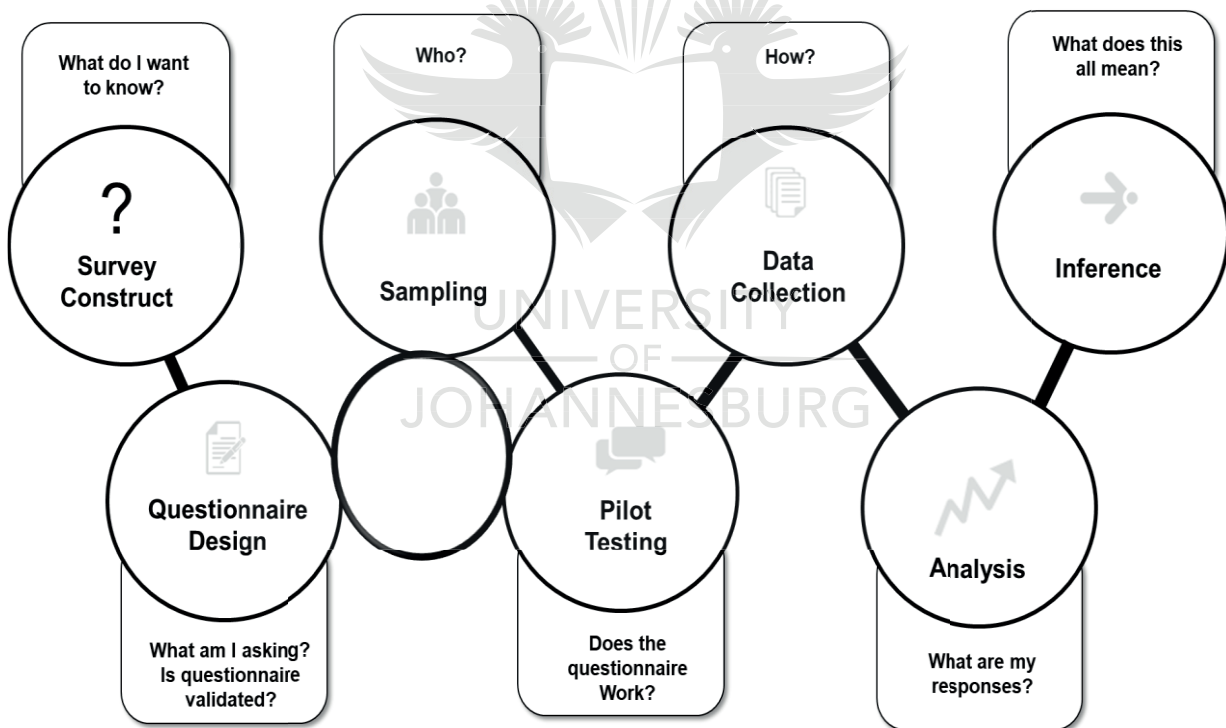 What do I want
to know?
?
Survey
Construct
Questionnaire
Design
What am I asking?
Is questionnaire
validated?
Who?
Sampling
Pilot
Testing
Does the
questionnaire
Work?
How?
Data
Collection
Analysis
What are my
responses?
What does this
all mean?
Inference
UNIVERSITY
OF
JOHANNESBURG